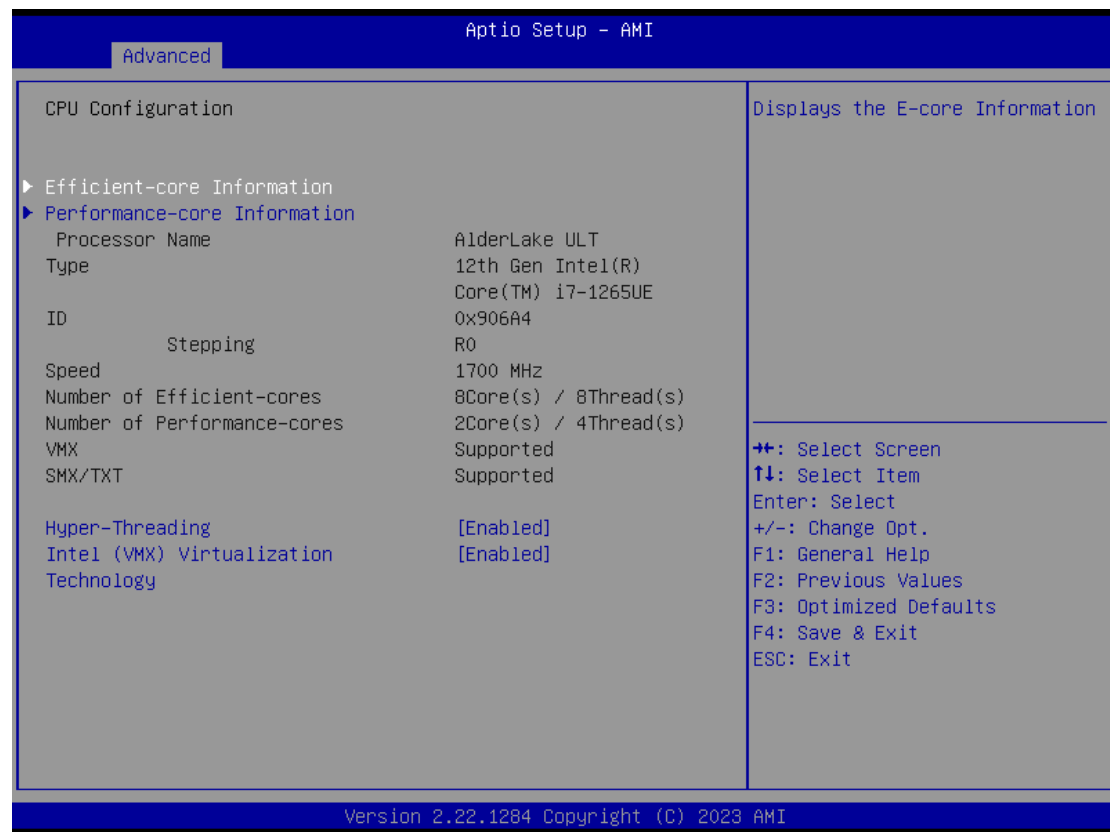 Aptio Setup – AMI
Advanced
CPU Configuration
Efficient-core Information
Performance-core Information
Processor Name AlderLake ULT
Type 12th Gen Intel(R)
Core(TM) i7-1265UE
ID 0x906A4
Stepping R0
Speed 1700 MHz
Number of Efficient-cores 8Core(s) / 8Thread(s)
Number of Performance-cores 2Core(s) / 4Thread(s)
VMX Supported
SMX/TXT Supported
Hyper-Threading [Enabled]
Intel (VMX) Virtualization [Enabled]
Technology
Displays the E-core Information
→←: Select Screen
↑↓: Select Item
Enter: Select
+/-: Change Opt.
F1: General Help
F2: Previous Values
F3: Optimized Defaults
F4: Save & Exit
ESC: Exit
Version 2.22.1284 Copyright (C) 2023 AMI